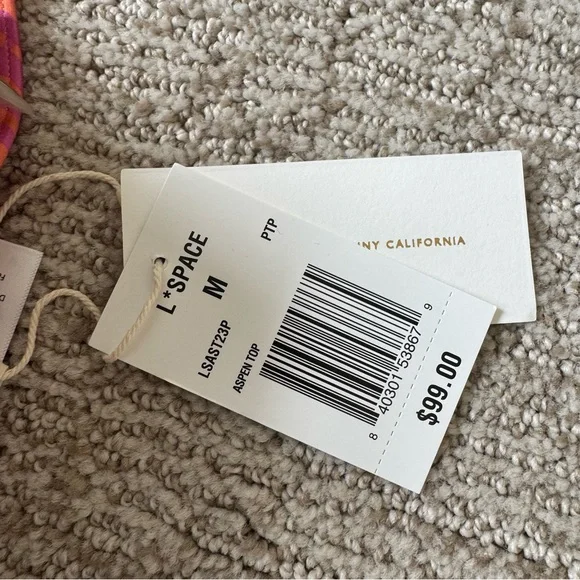 L*SPACE
M
PTP
LSAST23P
ASPEN TOP
8 40301 53867 9
$99.00
NY CALIFORNIA